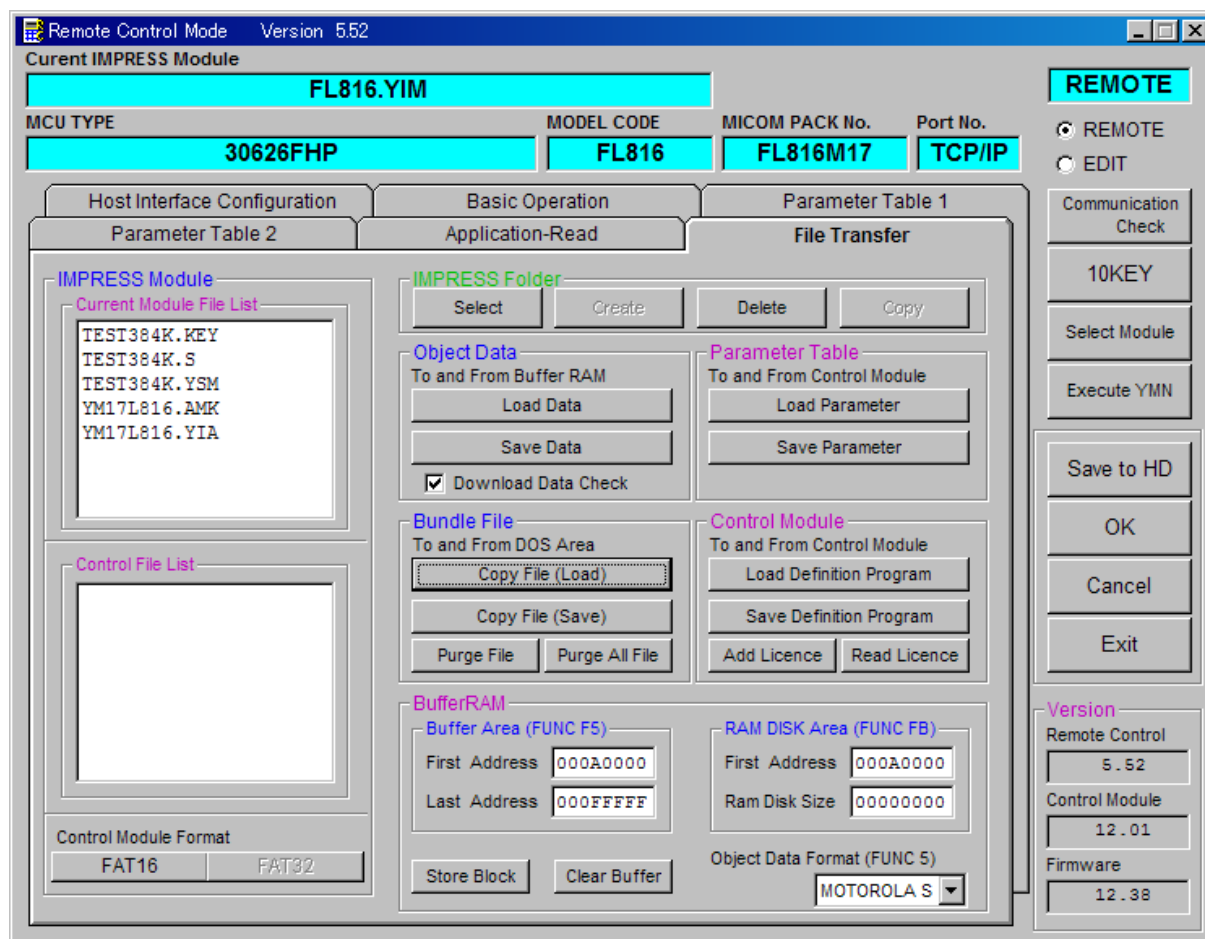 Remote Control Mode Version 5.52
Curent IMPRESS Module
FL816.YIM
REMOTE
MCU TYPE MODEL CODE MICOM PACK No. Port No.
30626FHP FL816 FL816M17 TCP/IP
REMOTE
EDIT
Host Interface Configuration Basic Operation Parameter Table 1
Parameter Table 2 Application-Read File Transfer
Communication
Check
10KEY
Select Module
Execute YMN
Save to HD
OK
Cancel
Exit
IMPRESS Module
Current Module File List
TEST384K.KEY
TEST384K.S
TEST384K.YSM
YM17L816.AMK
YM17L816.YIA
Control File List
Control Module Format
FAT16 FAT32
IMPRESS Folder
Select Create Delete Copy
Object Data
To and From Buffer RAM
Load Data
Save Data
Download Data Check
Parameter Table
To and From Control Module
Load Parameter
Save Parameter
Bundle File
To and From DOS Area
Copy File (Load)
Copy File (Save)
Purge File Purge All File
Control Module
To and From Control Module
Load Definition Program
Save Definition Program
Add Licence Read Licence
BufferRAM
Buffer Area (FUNC F5)
First Address 000A0000
Last Address 000FFFFF
RAM DISK Area (FUNC FB)
First Address 000A0000
Ram Disk Size 00000000
Store Block Clear Buffer
Object Data Format (FUNC 5)
MOTOROLA S
Version
Remote Control
5.52
Control Module
12.01
Firmware
12.38